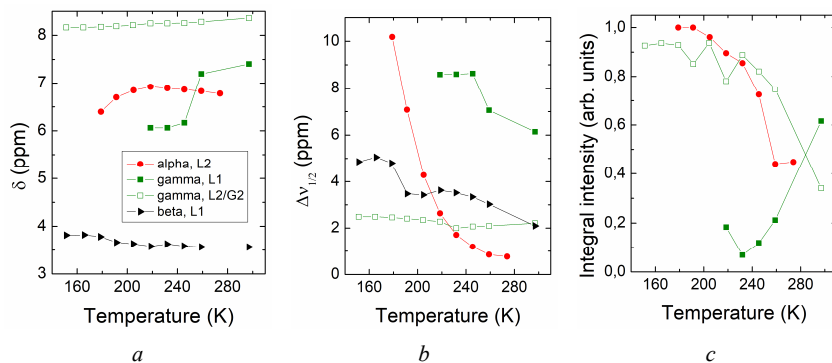 8
7
6
5
4
3
δ (ppm)
alpha, L2
gamma, L1
gamma, L2/G2
beta, L1
160 200 240 280
Temperature (K)
a
10
8
6
4
2
0
Δν1/2 (ppm)
160 200 240 280
Temperature (K)
b
1,0
0,8
0,6
0,4
0,2
0,0
Integral intensity (arb. units)
160 200 240 280
Temperature (K)
c